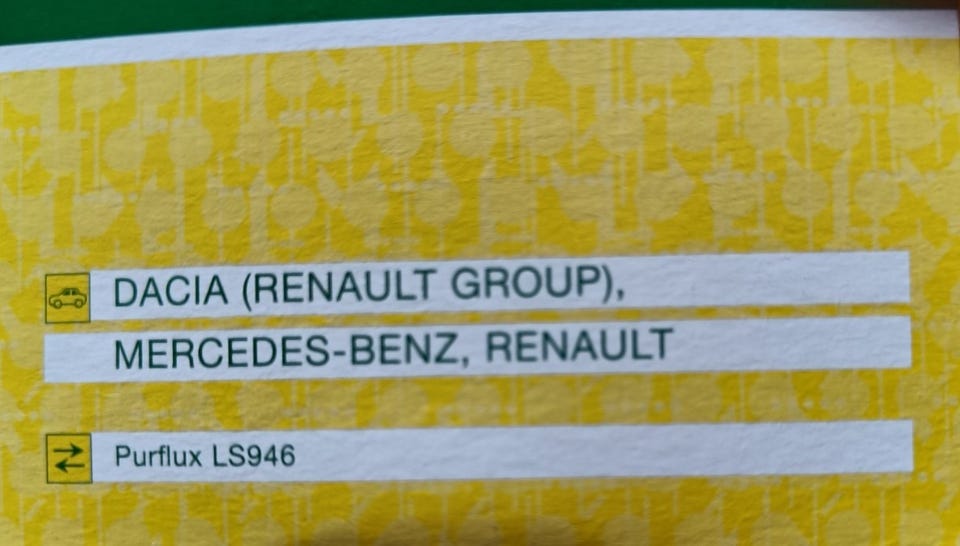 DACIA (RENAULT GROUP),
MERCEDES-BENZ, RENAULT
Purflux LS946